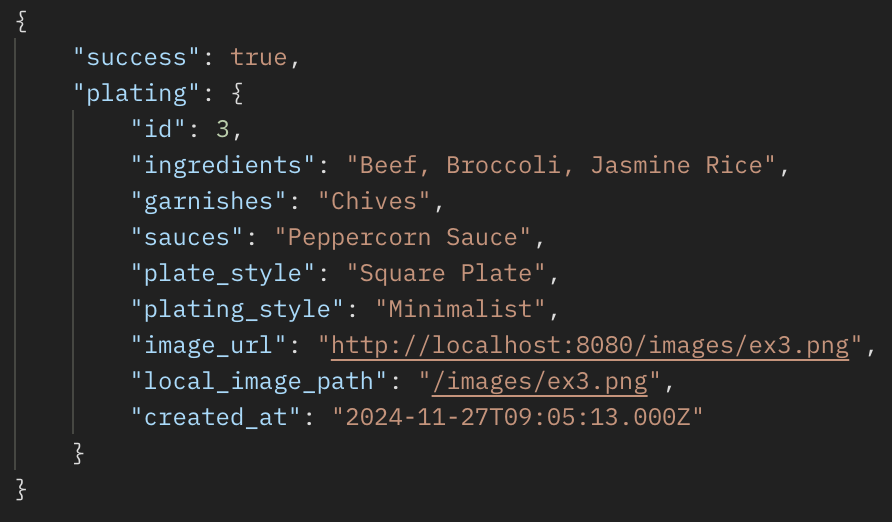 {
"success": true,
"plating": {
"id": 3,
"ingredients": "Beef, Broccoli, Jasmine Rice",
"garnishes": "Chives",
"sauces": "Peppercorn Sauce",
"plate_style": "Square Plate",
"plating_style": "Minimalist",
"image_url": "http://localhost:8080/images/ex3.png",
"local_image_path": "/images/ex3.png",
"created_at": "2024-11-27T09:05:13.000Z"
}
}